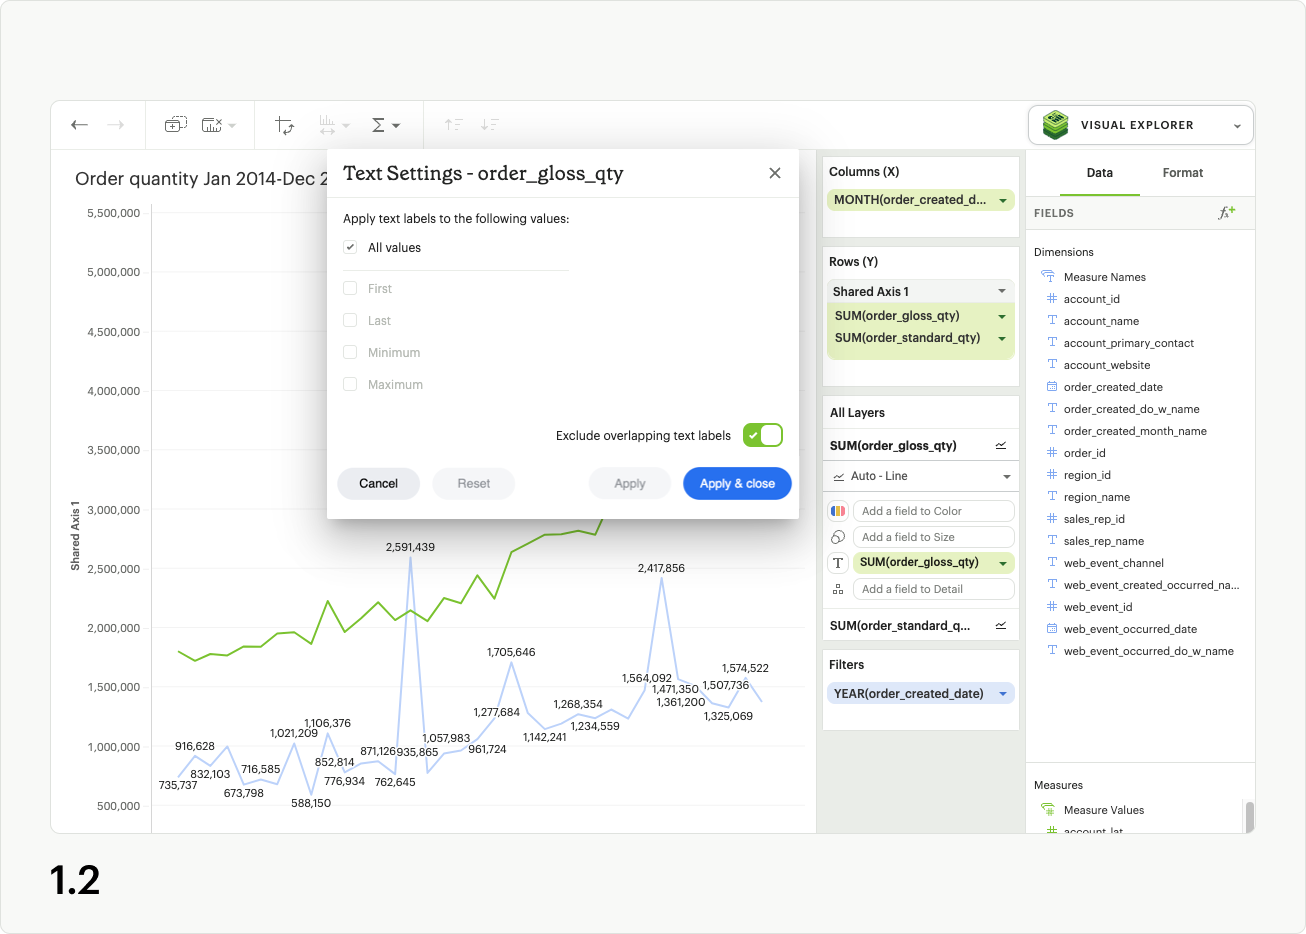 VISUAL EXPLORER
Order quantity Jan 2014-Dec 2
Text Settings - order_gloss_qty
Apply text labels to the following values:
All values
First
Last
Minimum
Maximum
Exclude overlapping text labels
Cancel
Reset
Apply
Apply & close
Shared Axis 1
5,500,000
5,000,000
4,500,000
4,000,000
3,500,000
3,000,000
2,500,000
2,000,000
1,500,000
1,000,000
500,000
2,591,439
2,417,856
1,705,646
1,574,522
1,564,092
1,507,736
1,471,350
1,361,200
1,268,354
1,277,684
1,325,069
1,106,376
1,234,559
1,021,209
1,057,983
1,142,241
916,628
871,126
935,865
961,724
852,814
716,585
832,103
776,934
762,645
735,737
673,798
588,150
Columns (X)
MONTH(order_created_d...
Rows (Y)
Shared Axis 1
SUM(order_gloss_qty)
SUM(order_standard_qty)
All Layers
SUM(order_gloss_qty)
Auto - Line
Add a field to Color
Add a field to Size
T
SUM(order_gloss_qty)
Add a field to Detail
SUM(order_standard_q...
Filters
YEAR(order_created_date)
Data
Format
FIELDS
Dimensions
Measure Names
account_id
account_name
account_primary_contact
account_website
order_created_date
order_created_do_w_name
order_created_month_name
order_id
region_id
region_name
sales_rep_id
sales_rep_name
web_event_channel
web_event_created_occurred_na...
web_event_id
web_event_occurred_date
web_event_occurred_do_w_name
Measures
Measure Values
account_lat
1.2